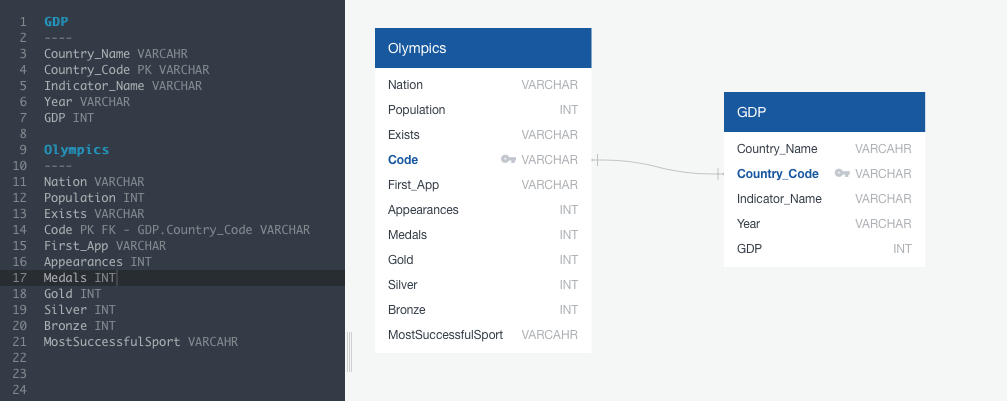 1 GDP
2 ----
3 Country_Name VARCAHR
4 Country_Code PK VARCHAR
5 Indicator_Name VARCHAR
6 Year VARCHAR
7 GDP INT
8
9 Olympics
10 ----
11 Nation VARCHAR
12 Population INT
13 Exists VARCHAR
14 Code PK FK - GDP.Country_Code VARCHAR
15 First_App VARCHAR
16 Appearances INT
17 Medals INT
18 Gold INT
19 Silver INT
20 Bronze INT
21 MostSuccessfulSport VARCAHR
22
23
24
Olympics
Nation VARCHAR
Population INT
Exists VARCHAR
Code VARCHAR
First_App VARCHAR
Appearances INT
Medals INT
Gold INT
Silver INT
Bronze INT
MostSuccessfulSport VARCAHR
GDP
Country_Name VARCAHR
Country_Code VARCHAR
Indicator_Name VARCHAR
Year VARCHAR
GDP INT